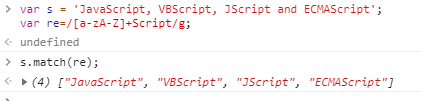 > var s = 'JavaScript, VBScript, JScript and ECMAScript';
var re=/[a-zA-Z]+Script/g;
undefined
> s.match(re);
(4) ["JavaScript", "VBScript", "JScript", "ECMAScript"]